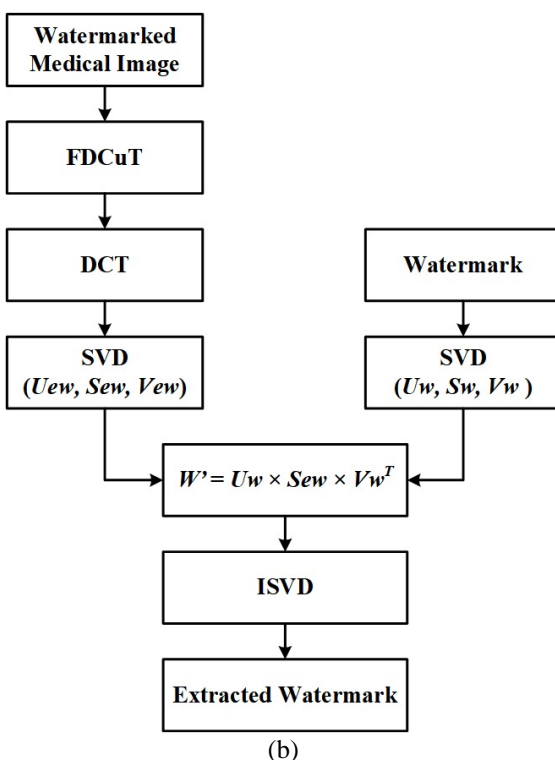 Watermarked
Medical Image
FDCuT
DCT
Watermark
SVD
(Uew, Sew, Vew)
SVD
(Uw, Sw, Vw )
W’ = Uw × Sew × Vw^T
ISVD
Extracted Watermark
(b)